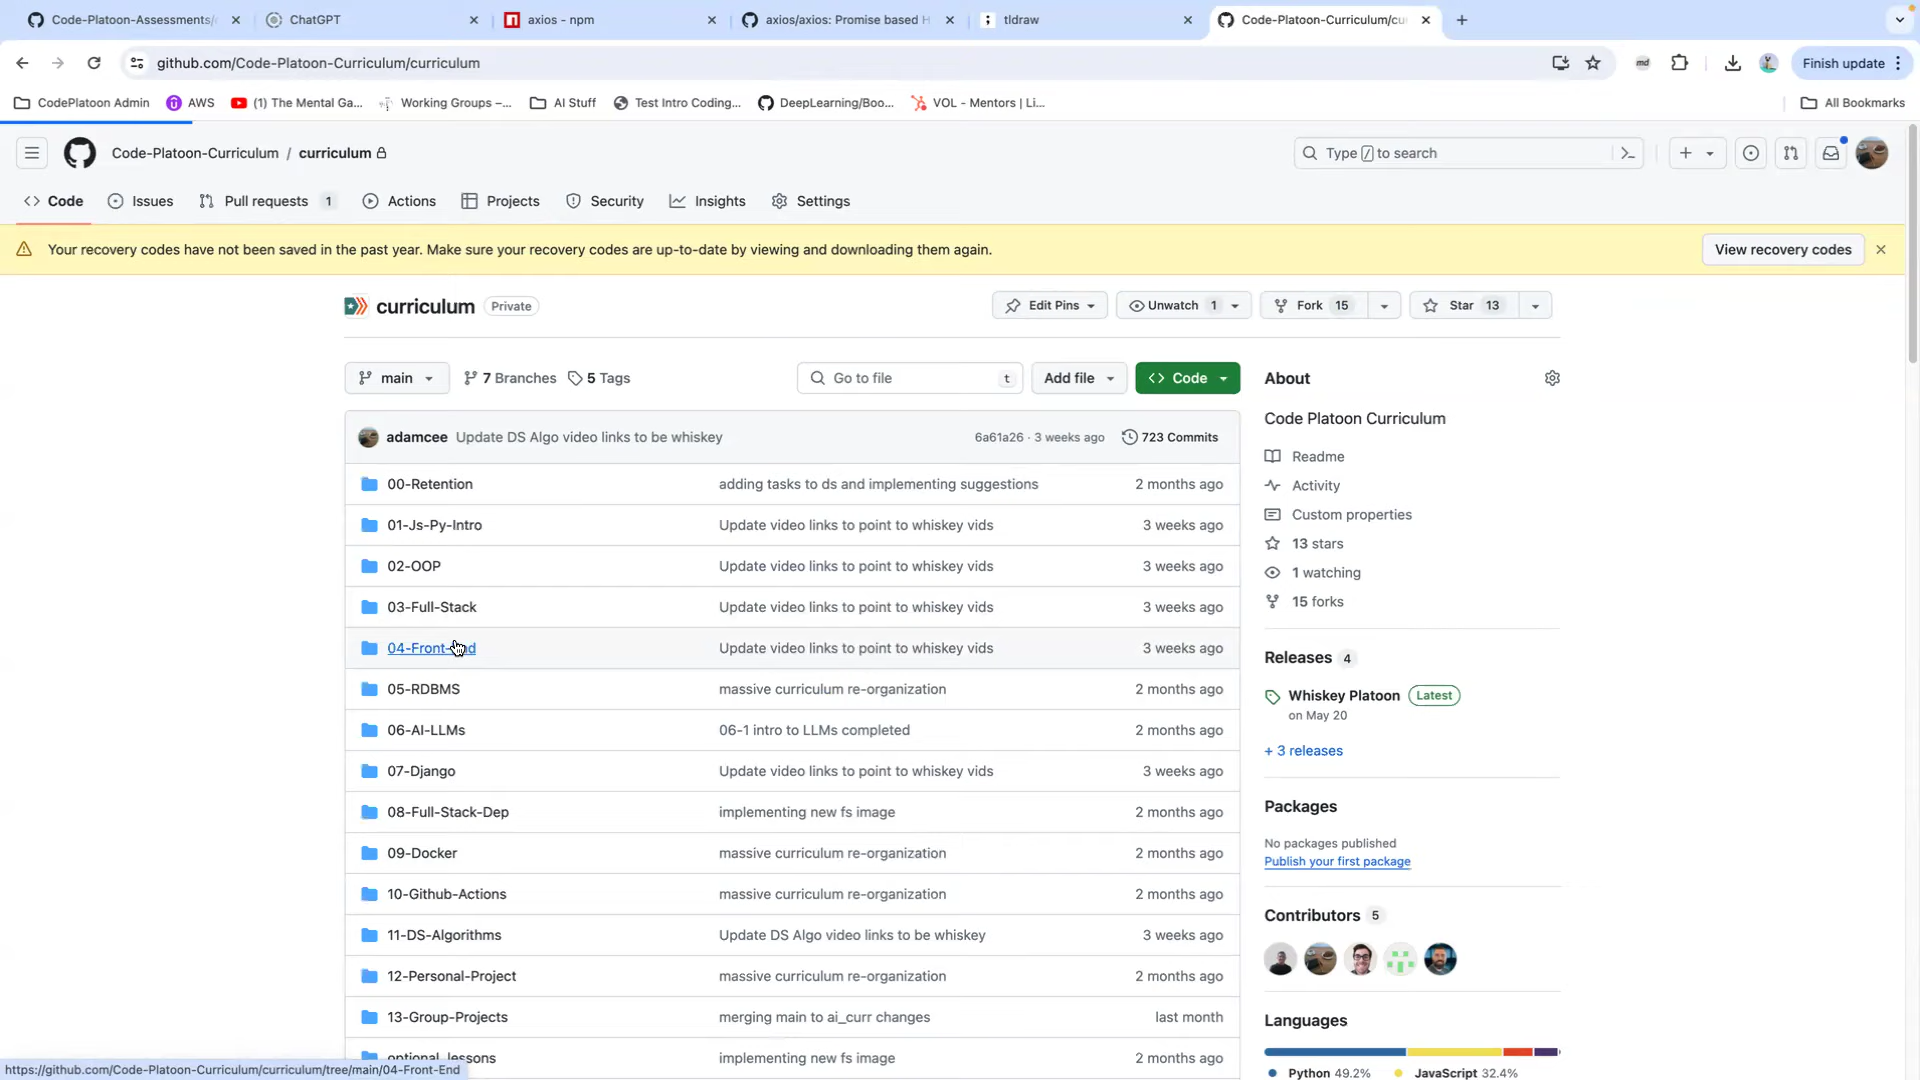 Code-Platoon-Assessments/
ChatGPT
axios - npm
axios/axios: Promise based H
tldraw
Code-Platoon-Curriculum/cu
github.com/Code-Platoon-Curriculum/curriculum
Finish update
CodePlatoon Admin
AWS
(1) The Mental Ga...
Working Groups –...
AI Stuff
Test Intro Coding...
DeepLearning/Boo...
VOL - Mentors | Li...
All Bookmarks
Code-Platoon-Curriculum / curriculum
Type / to search
Code
Issues
Pull requests 1
Actions
Projects
Security
Insights
Settings
Your recovery codes have not been saved in the past year. Make sure your recovery codes are up-to-date by viewing and downloading them again.
View recovery codes
curriculum Private
Edit Pins
Unwatch 1
Fork 15
Star 13
main
7 Branches
5 Tags
Go to file t
Add file
Code
adamcee Update DS Algo video links to be whiskey 6a61a26 · 3 weeks ago 723 Commits
00-Retention adding tasks to ds and implementing suggestions 2 months ago
01-Js-Py-Intro Update video links to point to whiskey vids 3 weeks ago
02-OOP Update video links to point to whiskey vids 3 weeks ago
03-Full-Stack Update video links to point to whiskey vids 3 weeks ago
04-Front-End Update video links to point to whiskey vids 3 weeks ago
05-RDBMS massive curriculum re-organization 2 months ago
06-AI-LLMs 06-1 intro to LLMs completed 2 months ago
07-Django Update video links to point to whiskey vids 3 weeks ago
08-Full-Stack-Dep implementing new fs image 2 months ago
09-Docker massive curriculum re-organization 2 months ago
10-Github-Actions massive curriculum re-organization 2 months ago
11-DS-Algorithms Update DS Algo video links to be whiskey 3 weeks ago
12-Personal-Project massive curriculum re-organization 2 months ago
13-Group-Projects merging main to ai_curr changes last month
optional_lessons implementing new fs image 2 months ago
About
Code Platoon Curriculum
Readme
Activity
Custom properties
13 stars
1 watching
15 forks
Releases 4
Whiskey Platoon Latest
on May 20
+ 3 releases
Packages
No packages published
Publish your first package
Contributors 5
Languages
Python 49.2% JavaScript 32.4%
https://github.com/Code-Platoon-Curriculum/curriculum/tree/main/04-Front-End